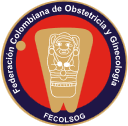 Federación Colombiana de Obstetricia y Ginecología
FECOLSOG